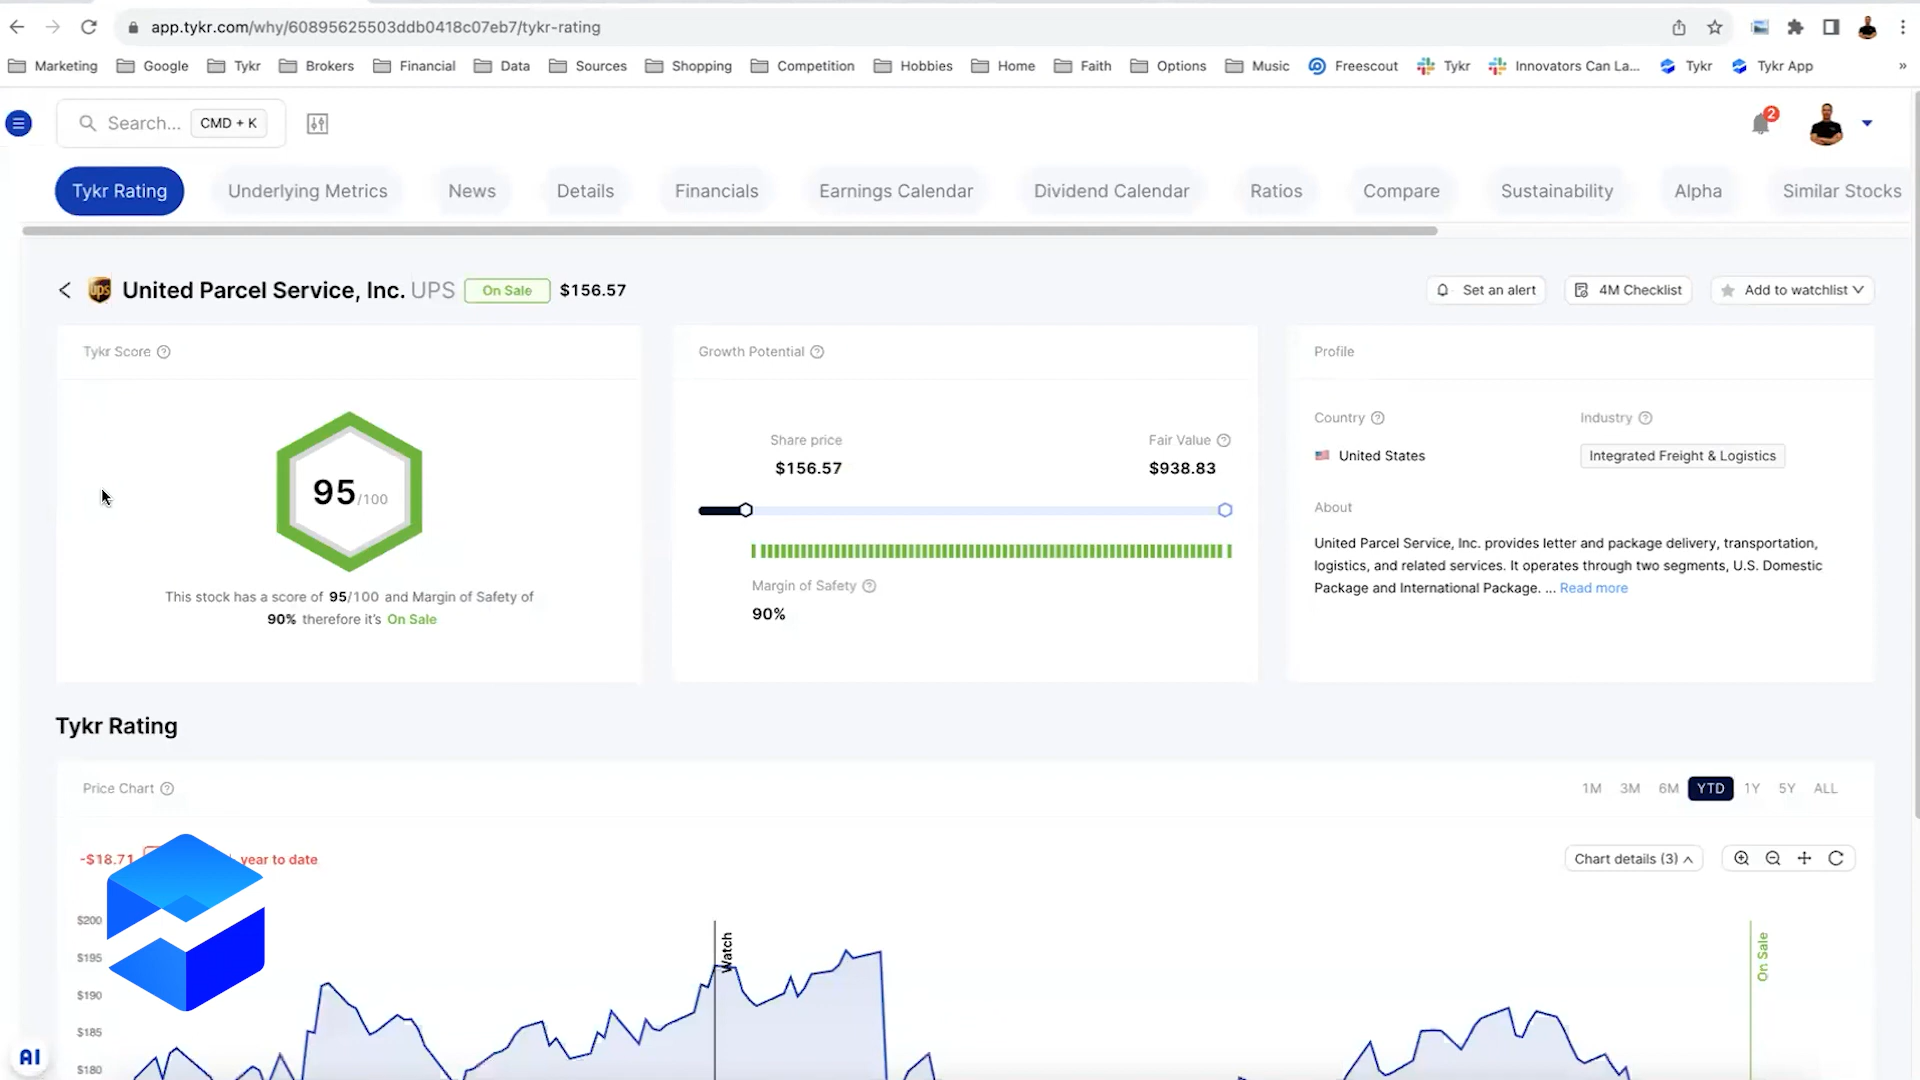 app.tykr.com/why/60895625503ddb0418c07eb7/tykr-rating
Marketing Google Tykr Brokers Financial Data Sources Shopping Competition Hobbies Home Faith Options Music Freescout Tykr Innovators Can La... Tykr Tykr App »
Search... CMD + K
2
Tykr Rating Underlying Metrics News Details Financials Earnings Calendar Dividend Calendar Ratios Compare Sustainability Alpha Similar Stocks
ups United Parcel Service, Inc. UPS On Sale $156.57 Set an alert 4M Checklist Add to watchlist
Tykr Score
95/100
This stock has a score of 95/100 and Margin of Safety of
90% therefore it's On Sale
Growth Potential
Share price Fair Value
$156.57 $938.83
Margin of Safety
90%
Profile
Country Industry
United States Integrated Freight & Logistics
About
United Parcel Service, Inc. provides letter and package delivery, transportation,
logistics, and related services. It operates through two segments, U.S. Domestic
Package and International Package. ... Read more
Tykr Rating
Price Chart 1M 3M 6M YTD 1Y 5Y ALL
-$18.71 year to date Chart details (3)
$200
$195
$190
$185
$180
Watch
On Sale
AI